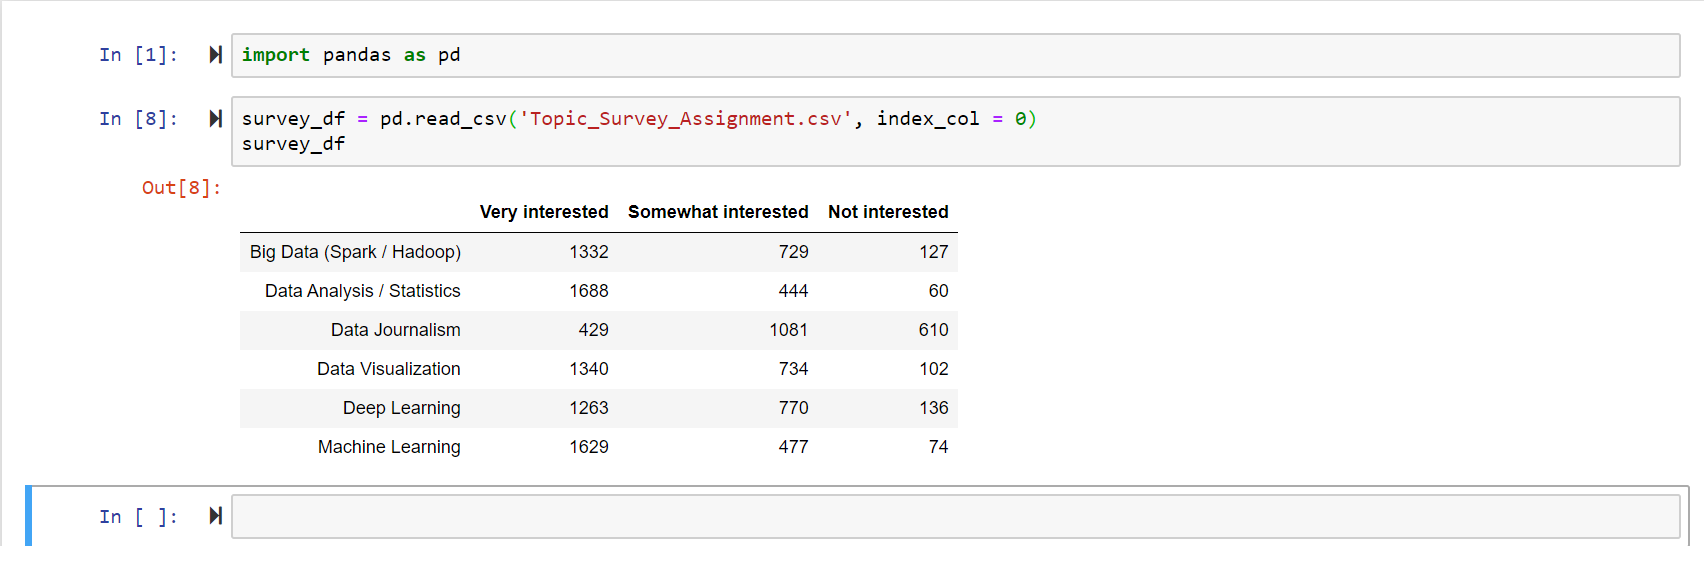 In [1]: import pandas as pd
In [8]: survey_df = pd.read_csv('Topic_Survey_Assignment.csv', index_col = 0)
survey_df
Out[8]:
Very interested Somewhat interested Not interested
Big Data (Spark / Hadoop) 1332 729 127
Data Analysis / Statistics 1688 444 60
Data Journalism 429 1081 610
Data Visualization 1340 734 102
Deep Learning 1263 770 136
Machine Learning 1629 477 74
In [ ]: